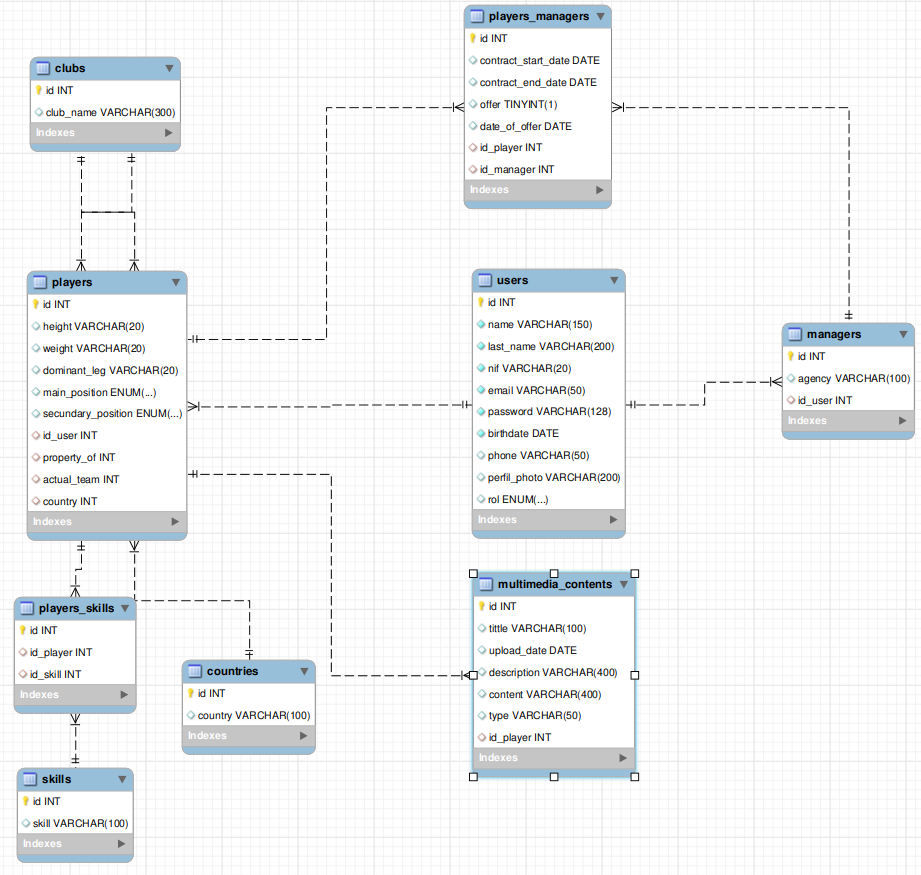 players_managers
id INT
contract_start_date DATE
contract_end_date DATE
offer TINYINT(1)
date_of_offer DATE
id_player INT
id_manager INT
Indexes
clubs
id INT
club_name VARCHAR(300)
Indexes
players
id INT
height VARCHAR(20)
weight VARCHAR(20)
dominant_leg VARCHAR(20)
main_position ENUM(...)
secundary_position ENUM(...)
id_user INT
property_of INT
actual_team INT
country INT
Indexes
users
id INT
name VARCHAR(150)
last_name VARCHAR(200)
nif VARCHAR(20)
email VARCHAR(50)
password VARCHAR(128)
birthdate DATE
phone VARCHAR(50)
perfil_photo VARCHAR(200)
rol ENUM(...)
Indexes
managers
id INT
agency VARCHAR(100)
id_user INT
Indexes
multimedia_contents
id INT
tittle VARCHAR(100)
upload_date DATE
description VARCHAR(400)
content VARCHAR(400)
type VARCHAR(50)
id_player INT
Indexes
players_skills
id INT
id_player INT
id_skill INT
Indexes
countries
id INT
country VARCHAR(100)
Indexes
skills
id INT
skill VARCHAR(100)
Indexes